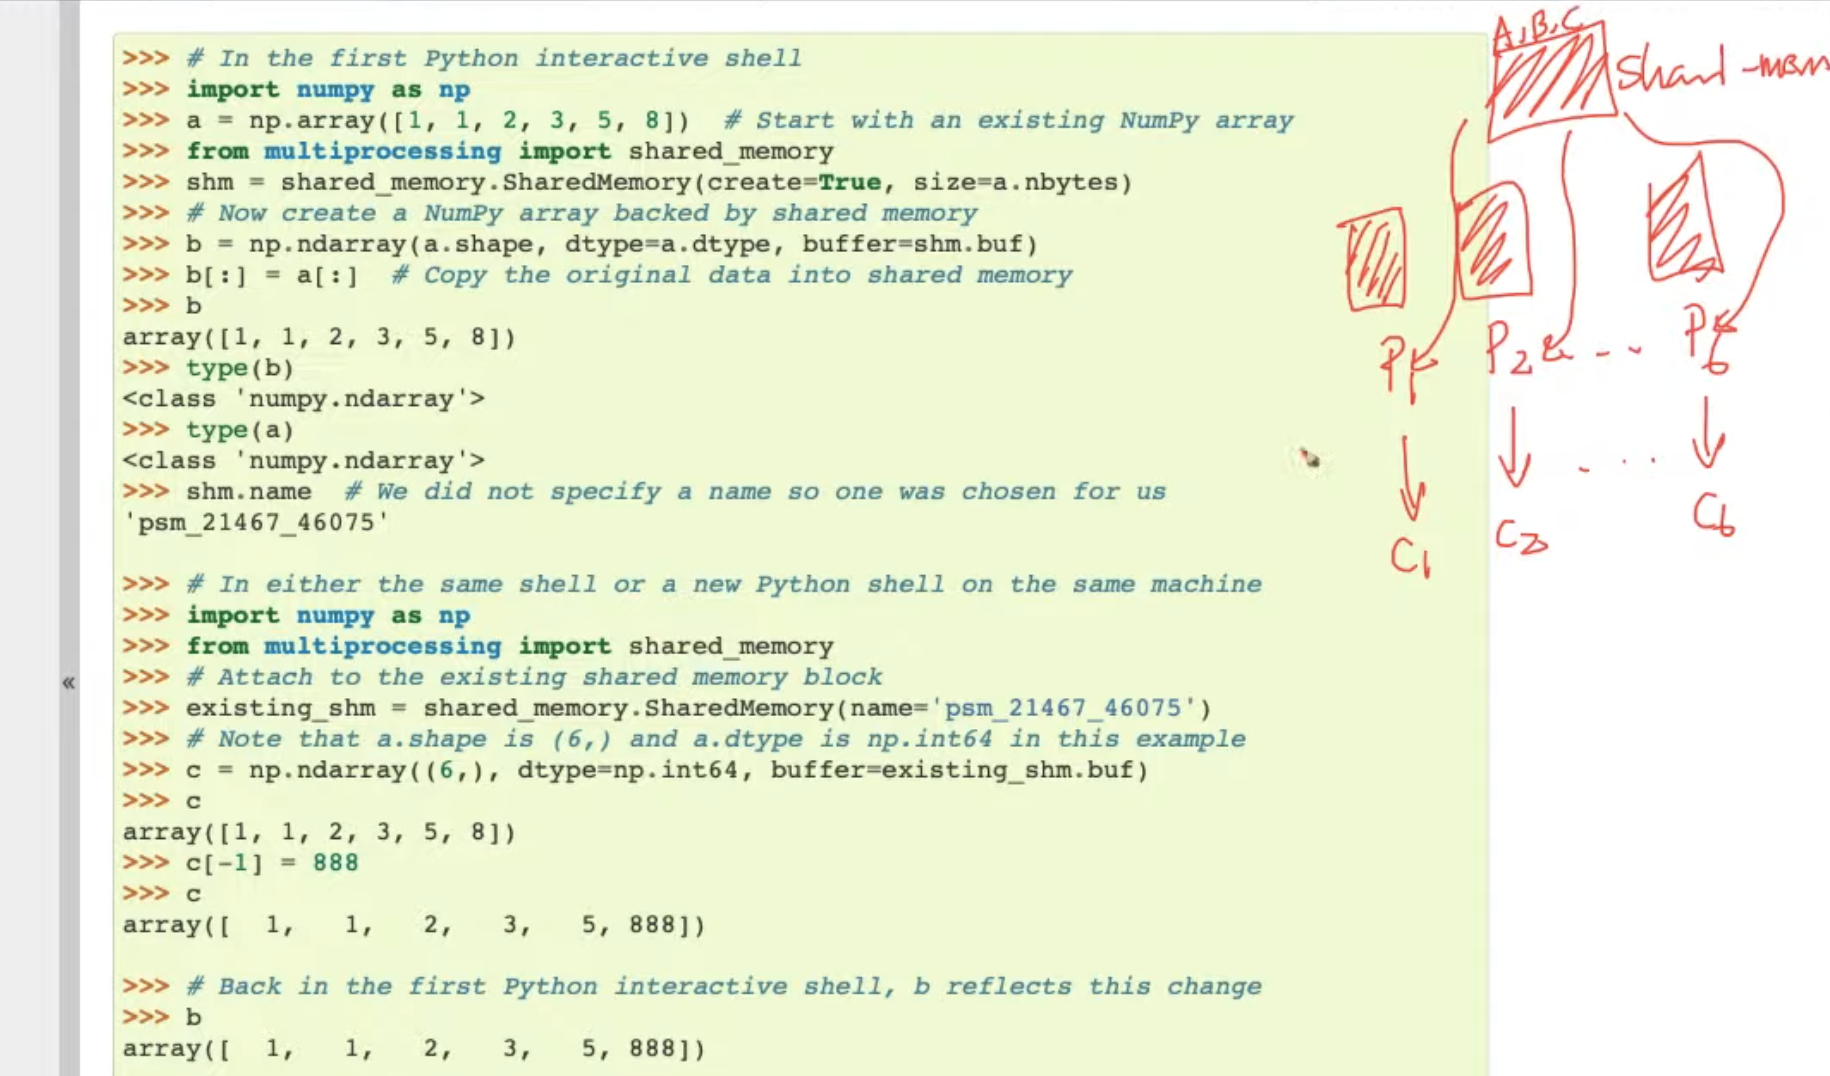 >>> # In the first Python interactive shell
>>> import numpy as np
>>> a = np.array([1, 1, 2, 3, 5, 8])  # Start with an existing NumPy array
>>> from multiprocessing import shared_memory
>>> shm = shared_memory.SharedMemory(create=True, size=a.nbytes)
>>> # Now create a NumPy array backed by shared memory
>>> b = np.ndarray(a.shape, dtype=a.dtype, buffer=shm.buf)
>>> b[:] = a[:]  # Copy the original data into shared memory
>>> b
array([1, 1, 2, 3, 5, 8])
>>> type(b)
<class 'numpy.ndarray'>
>>> type(a)
<class 'numpy.ndarray'>
>>> shm.name  # We did not specify a name so one was chosen for us
'psm_21467_46075'
>>> # In either the same shell or a new Python shell on the same machine
>>> import numpy as np
>>> from multiprocessing import shared_memory
>>> # Attach to the existing shared memory block
>>> existing_shm = shared_memory.SharedMemory(name='psm_21467_46075')
>>> # Note that a.shape is (6,) and a.dtype is np.int64 in this example
>>> c = np.ndarray((6,), dtype=np.int64, buffer=existing_shm.buf)
>>> c
array([1, 1, 2, 3, 5, 8])
>>> c[-1] = 888
>>> c
array([  1,   1,   2,   3,   5, 888])
>>> # Back in the first Python interactive shell, b reflects this change
>>> b
array([  1,   1,   2,   3,   5, 888])
«
A,B,C
P1 P2 ... P6
C1 C2 ... C6